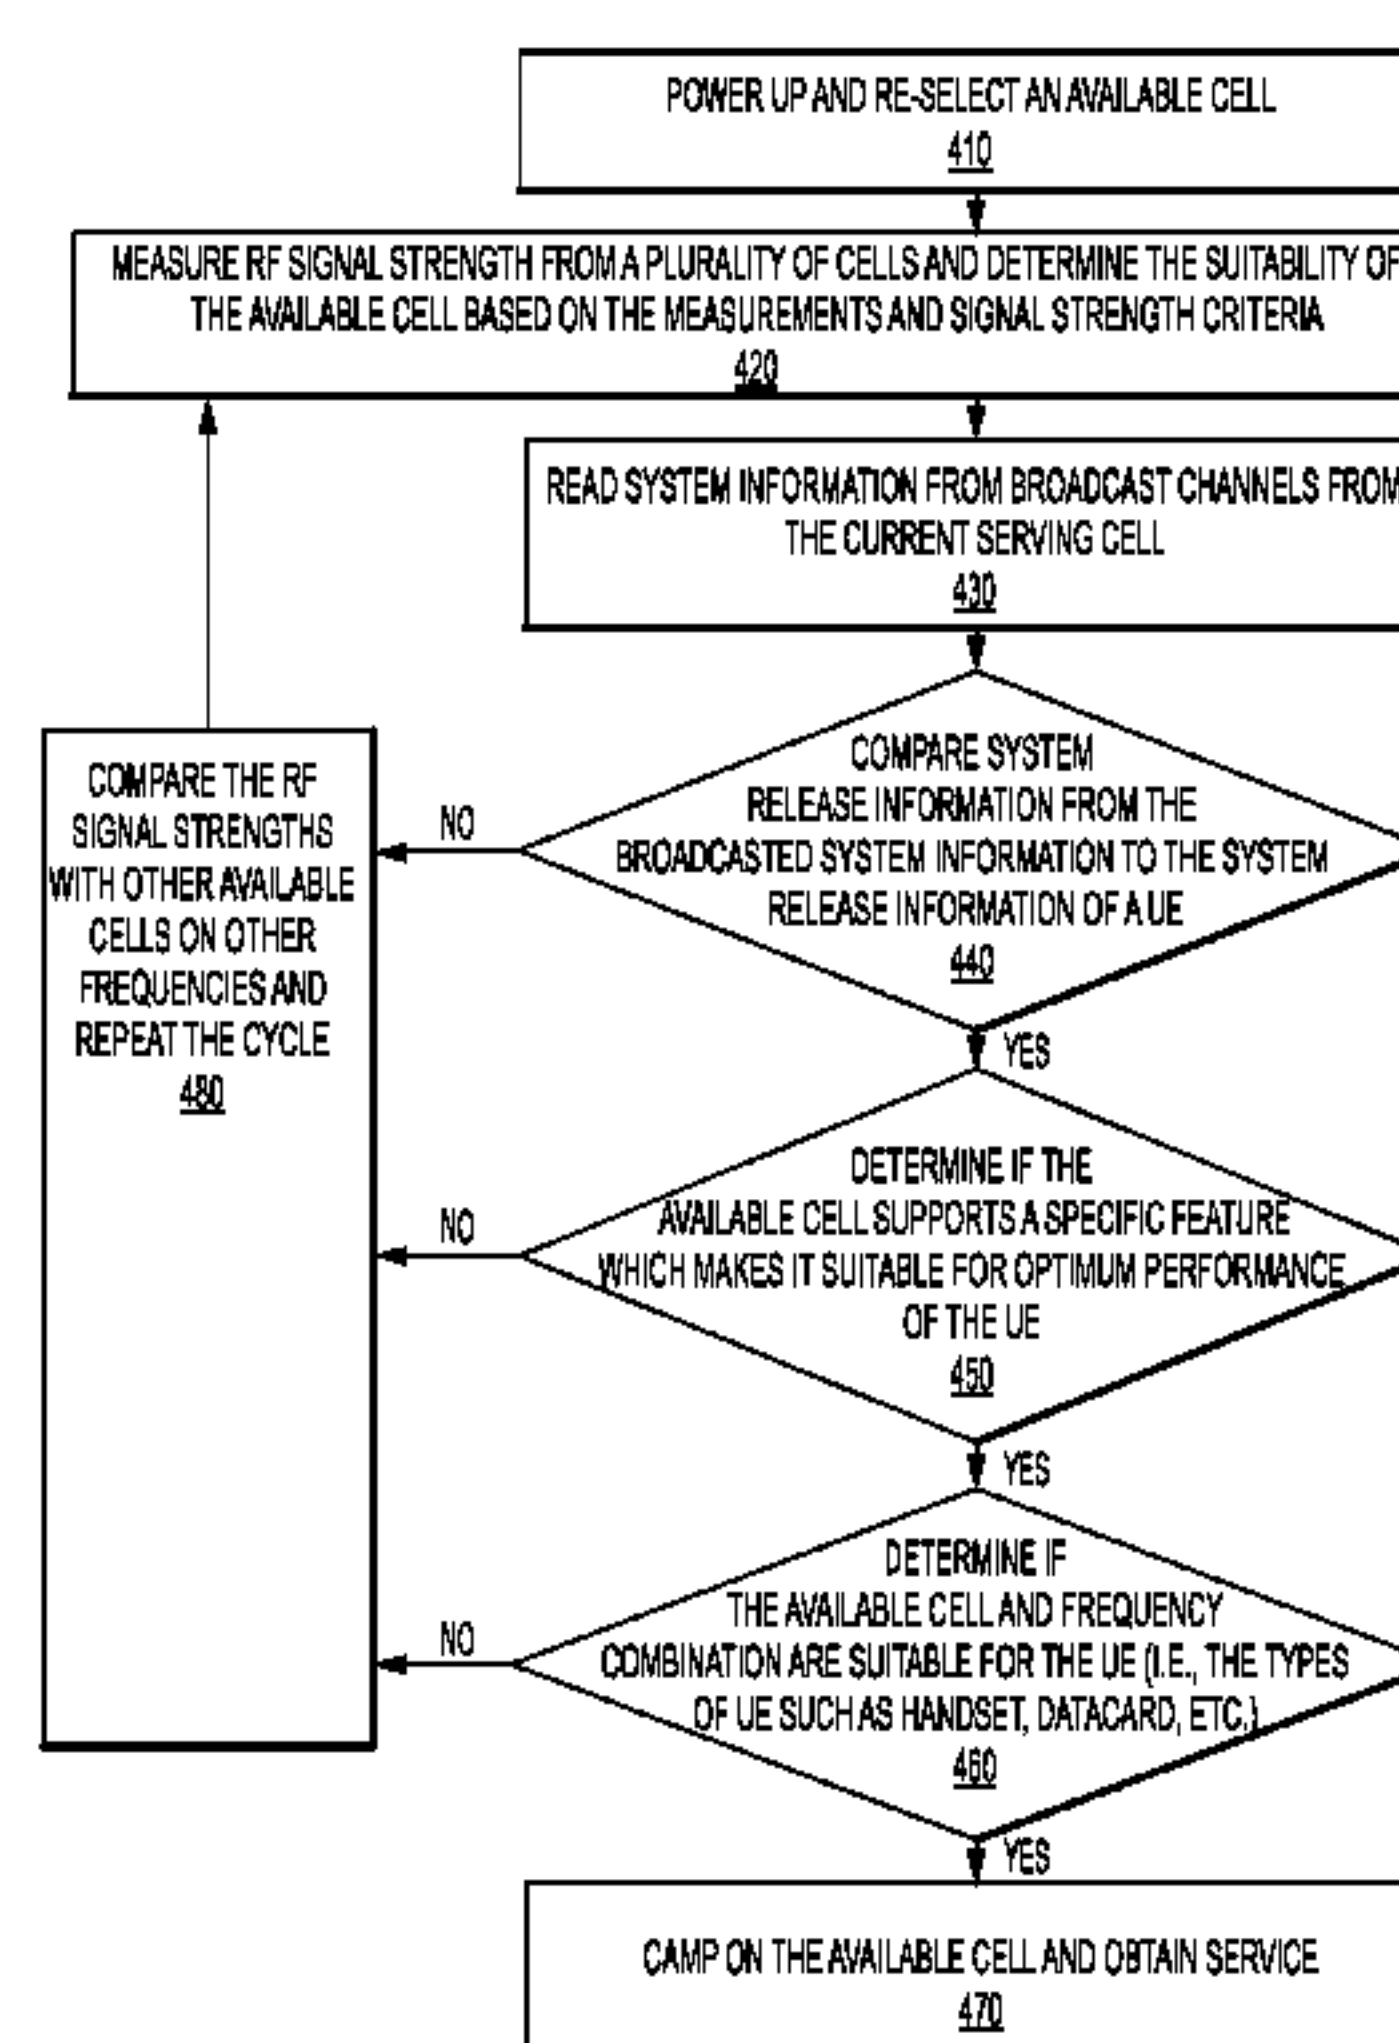 POWER UP AND RE-SELECT AN AVAILABLE CELL
410
MEASURE RF SIGNAL STRENGTH FROM A PLURALITY OF CELLS AND DETERMINE THE SUITABILITY OF
THE AVAILABLE CELL BASED ON THE MEASUREMENTS AND SIGNAL STRENGTH CRITERIA
420
READ SYSTEM INFORMATION FROM BROADCAST CHANNELS FROM
THE CURRENT SERVING CELL
430
COMPARE SYSTEM
RELEASE INFORMATION FROM THE
BROADCASTED SYSTEM INFORMATION TO THE SYSTEM
RELEASE INFORMATION OF A UE
440
NO
YES
COMPARE THE RF
SIGNAL STRENGTHS
WITH OTHER AVAILABLE
CELLS ON OTHER
FREQUENCIES AND
REPEAT THE CYCLE
480
DETERMINE IF THE
AVAILABLE CELL SUPPORTS A SPECIFIC FEATURE
WHICH MAKES IT SUITABLE FOR OPTIMUM PERFORMANCE
OF THE UE
450
NO
YES
DETERMINE IF
THE AVAILABLE CELL AND FREQUENCY
COMBINATION ARE SUITABLE FOR THE UE (I.E., THE TYPES
OF UE SUCH AS HANDSET, DATACARD, ETC.)
460
NO
YES
CAMP ON THE AVAILABLE CELL AND OBTAIN SERVICE
470